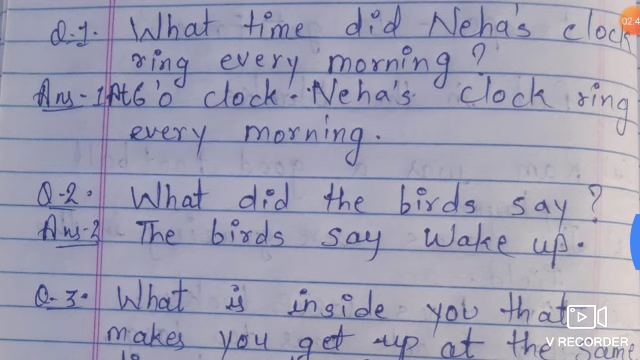 Q-1. What time did Neha's clock
ring every morning?
Ans-1 At 6'o clock. Neha's clock ring
every morning.
Q-2. What did the birds say?
Ans-2 The birds say Wake up.
Q-3. What is inside you that
makes you get up at the same
02:4
V RECORDER